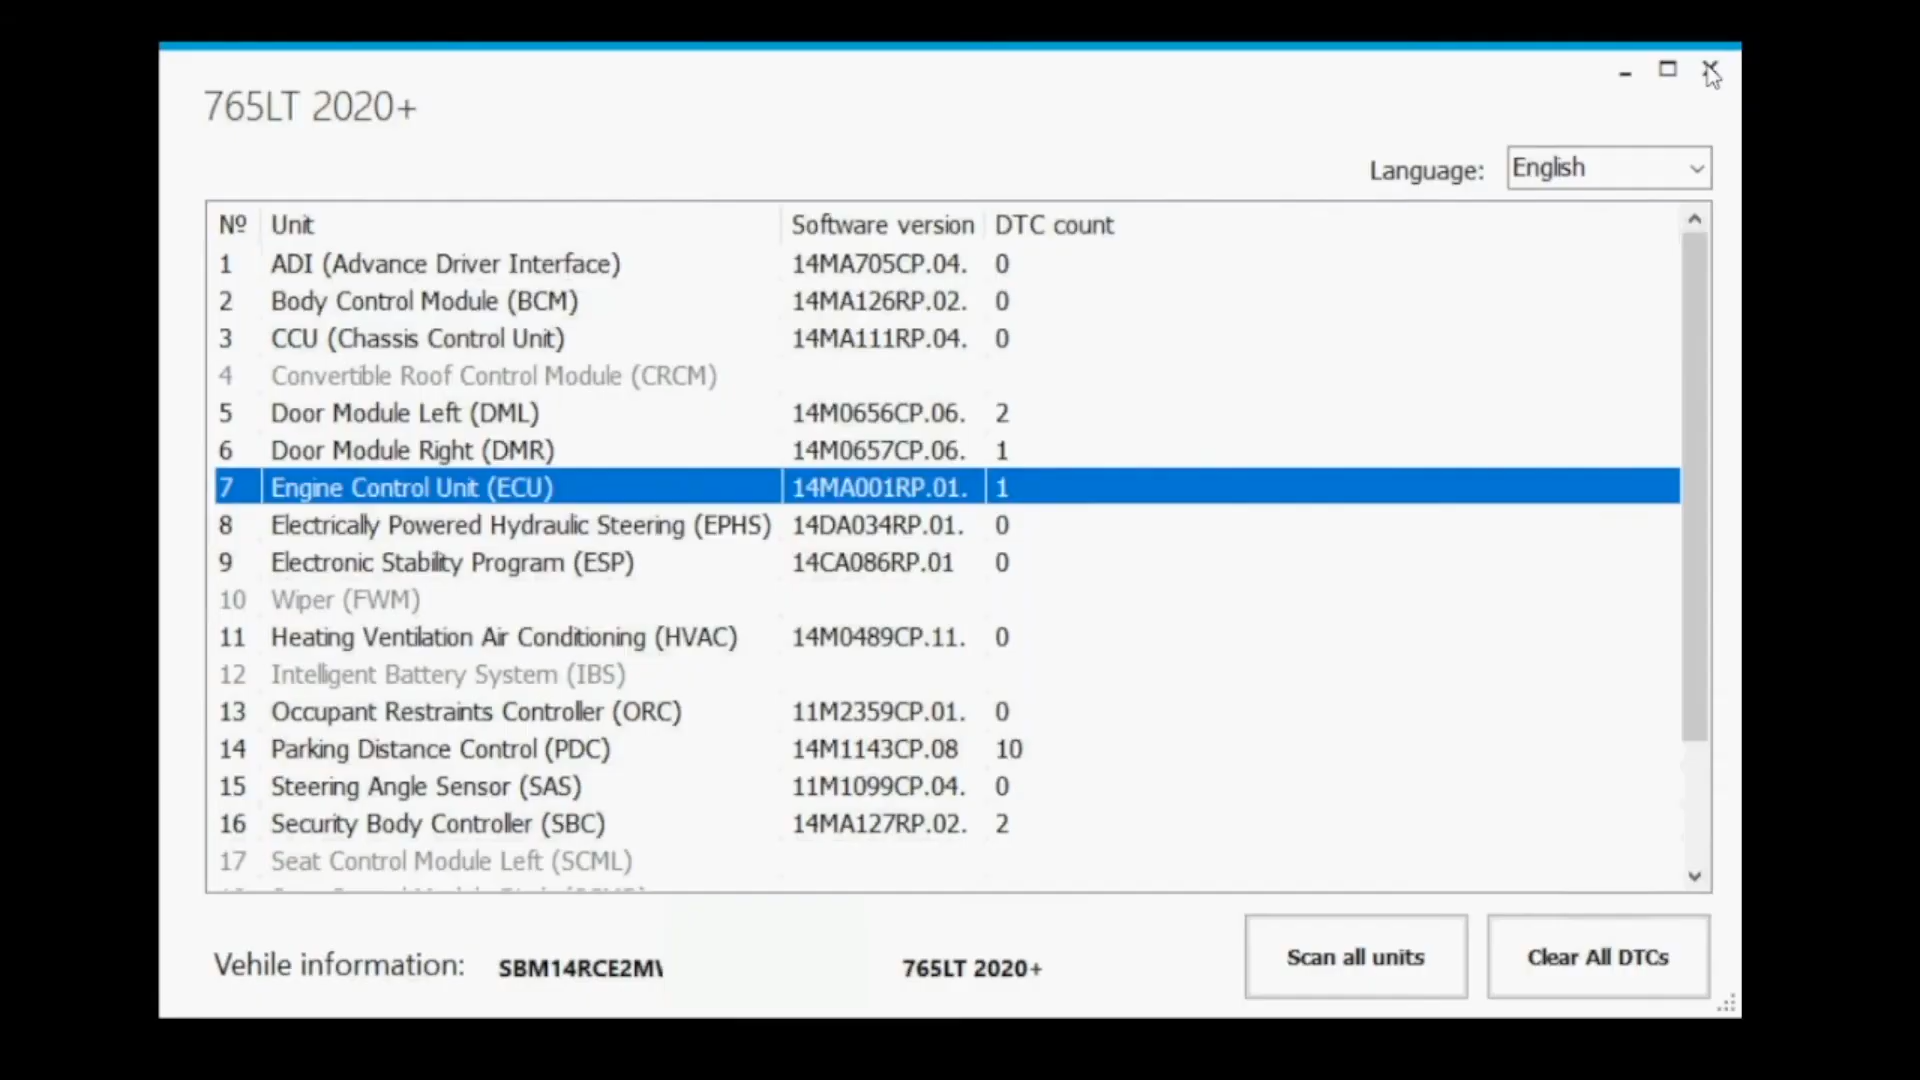 765LT 2020+
Language: English
Nº Unit Software version DTC count
1 ADI (Advance Driver Interface) 14MA705CP.04. 0
2 Body Control Module (BCM) 14MA126RP.02. 0
3 CCU (Chassis Control Unit) 14MA111RP.04. 0
4 Convertible Roof Control Module (CRCM)
5 Door Module Left (DML) 14M0656CP.06. 2
6 Door Module Right (DMR) 14M0657CP.06. 1
7 Engine Control Unit (ECU) 14MA001RP.01. 1
8 Electrically Powered Hydraulic Steering (EPHS) 14DA034RP.01. 0
9 Electronic Stability Program (ESP) 14CA086RP.01 0
10 Wiper (FWM)
11 Heating Ventilation Air Conditioning (HVAC) 14M0489CP.11. 0
12 Intelligent Battery System (IBS)
13 Occupant Restraints Controller (ORC) 11M2359CP.01. 0
14 Parking Distance Control (PDC) 14M1143CP.08 10
15 Steering Angle Sensor (SAS) 11M1099CP.04. 0
16 Security Body Controller (SBC) 14MA127RP.02. 2
17 Seat Control Module Left (SCML)
Vehile information: SBM14RCE2M 765LT 2020+
Scan all units
Clear All DTCs